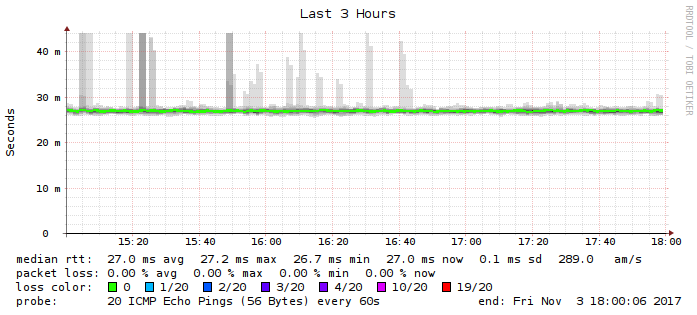 Last 3 Hours
RRDTOOL / TOBI OETIKER
Seconds
40 m
30 m
20 m
10 m
0
15:20 15:40 16:00 16:20 16:40 17:00 17:20 17:40 18:00
median rtt: 27.0 ms avg 27.2 ms max 26.7 ms min 27.0 ms now 0.1 ms sd 289.0 am/s
packet loss: 0.00 % avg 0.00 % max 0.00 % min 0.00 % now
loss color: 0 1/20 2/20 3/20 4/20 10/20 19/20
probe: 20 ICMP Echo Pings (56 Bytes) every 60s end: Fri Nov 3 18:00:06 2017